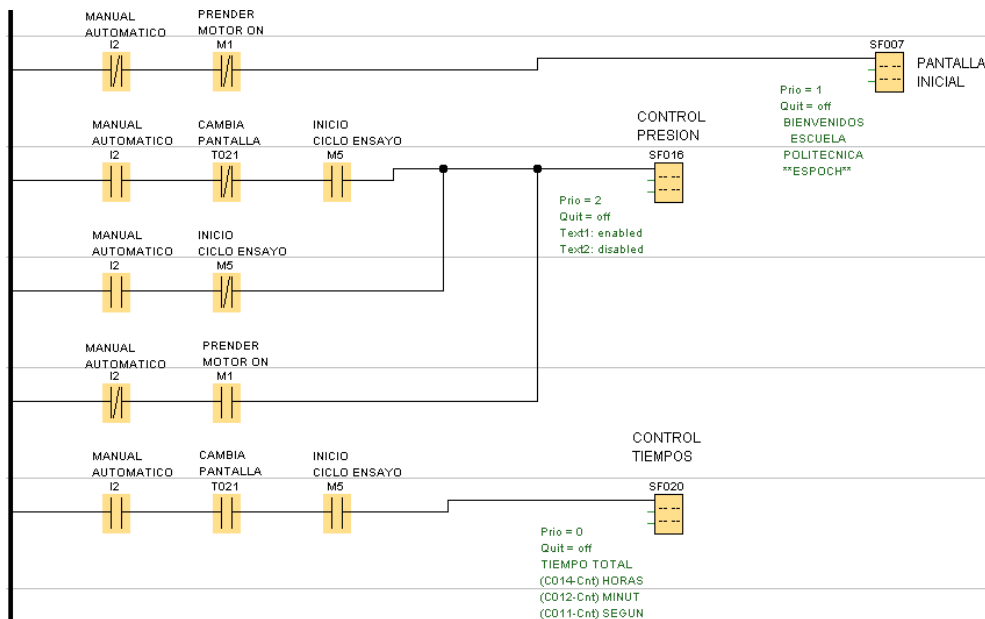 MANUAL
AUTOMATICO
I2
PRENDER
MOTOR ON
M1
SF007
PANTALLA
INICIAL
Prio = 1
Quit = off
BIENVENIDOS
ESCUELA
POLITECNICA
**ESPOCH**
MANUAL
AUTOMATICO
I2
CAMBIA
PANTALLA
T021
INICIO
CICLO ENSAYO
M5
CONTROL
PRESION
SF016
Prio = 2
Quit = off
Text1: enabled
Text2: disabled
MANUAL
AUTOMATICO
I2
INICIO
CICLO ENSAYO
M5
MANUAL
AUTOMATICO
I2
PRENDER
MOTOR ON
M1
MANUAL
AUTOMATICO
I2
CAMBIA
PANTALLA
T021
INICIO
CICLO ENSAYO
M5
CONTROL
TIEMPOS
SF020
Prio = 0
Quit = off
TIEMPO TOTAL
(C014-Cnt) HORAS
(C012-Cnt) MINUT
(C011-Cnt) SEGUN